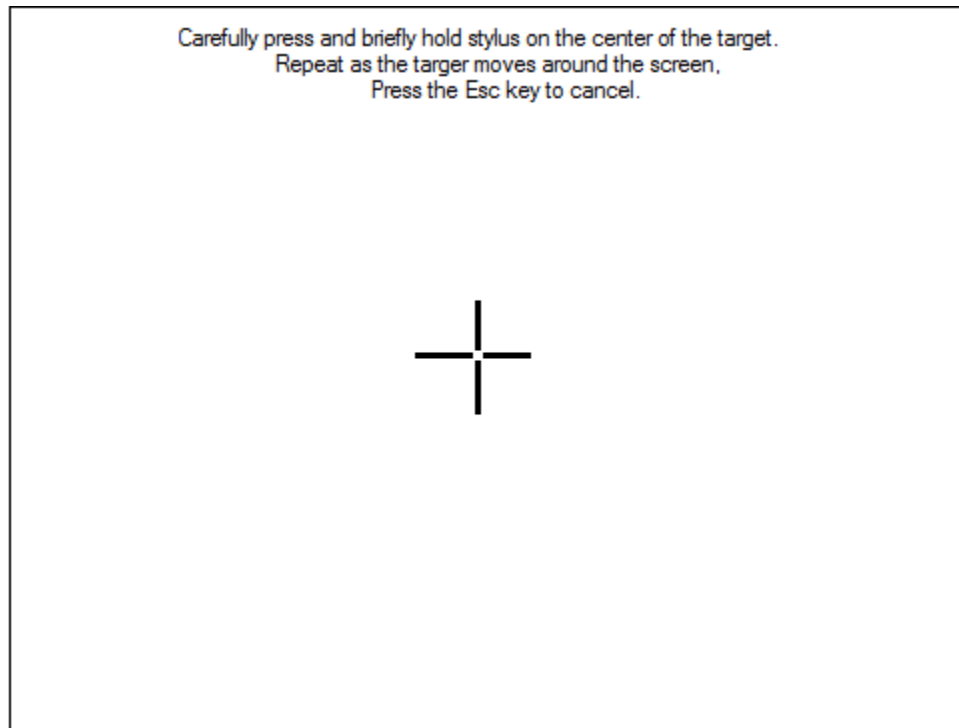 Carefully press and briefly hold stylus on the center of the target.
Repeat as the targer moves around the screen,
Press the Esc key to cancel.